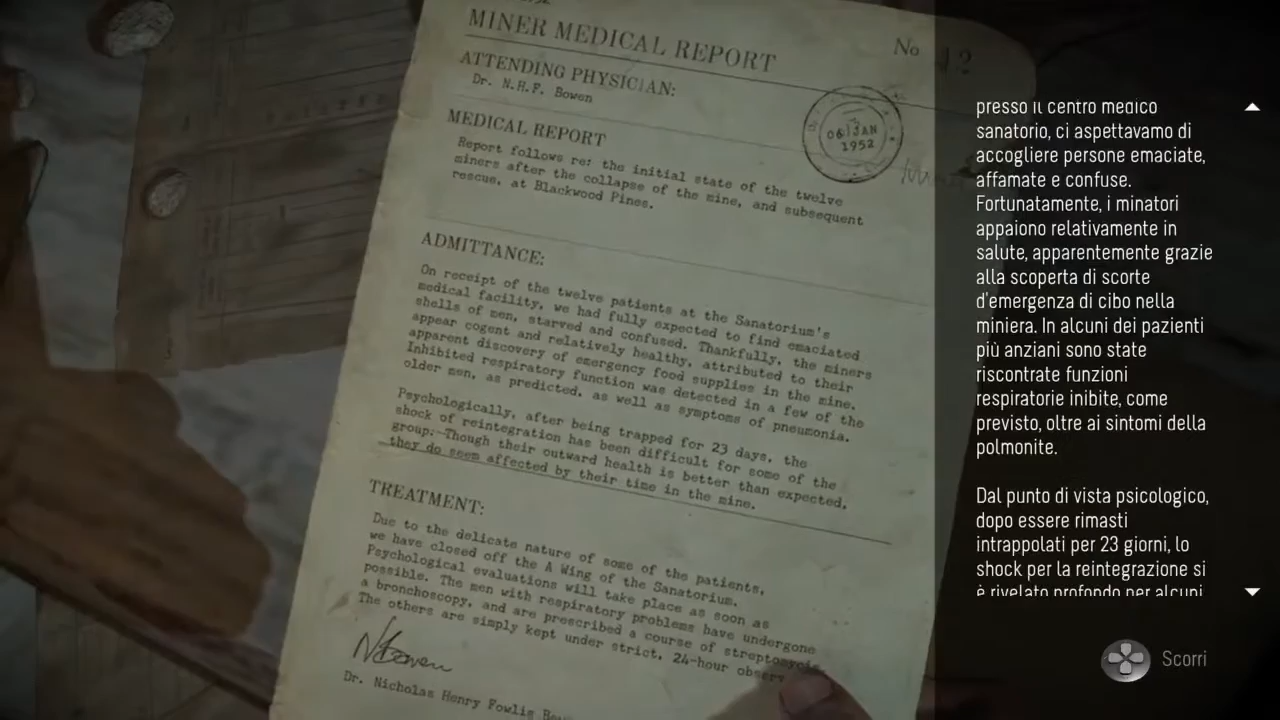 MINER MEDICAL REPORT
No 12
ATTENDING PHYSICIAN:
Dr. N.H.F. Bowen
06 JAN
1952
MEDICAL REPORT
Report follows re: the initial state of the twelve
miners after the collapse of the mine, and subsequent
rescue, at Blackwood Pines.
ADMITTANCE:
On receipt of the twelve patients at the Sanatorium's
medical facility, we had fully expected to find emaciated
shells of men, starved and confused. Thankfully, the miners
appear cogent and relatively healthy, attributed to their
apparent discovery of emergency food supplies in the mine.
Inhibited respiratory function was detected in a few of the
older men, as predicted, as well as symptoms of pneumonia.
Psychologically, after being trapped for 23 days, the
shock of reintegration has been difficult for some of the
group: Though their outward health is better than expected,
they do seem affected by their time in the mine.
TREATMENT:
Due to the delicate nature of some of the patients,
we have closed off the A Wing of the Sanatorium.
Psychological evaluations will take place as soon as
possible. The men with respiratory problems have undergone
a bronchoscopy, and are prescribed a course of
The others are simply kept under strict, 24-hour
NBowen
Dr. Nicholas Henry Fowlis
presso il centro medico
sanatorio, ci aspettavamo di
accogliere persone emaciate,
affamate e confuse.
Fortunatamente, i minatori
appaiono relativamente in
salute, apparentemente grazie
alla scoperta di scorte
d'emergenza di cibo nella
miniera. In alcuni dei pazienti
più anziani sono state
riscontrate funzioni
respiratorie inibite, come
previsto, oltre ai sintomi della
polmonite.
Dal punto di vista psicologico,
dopo essere rimasti
intrappolati per 23 giorni, lo
shock per la reintegrazione si
è rivelato profondo per alcuni
Scorri